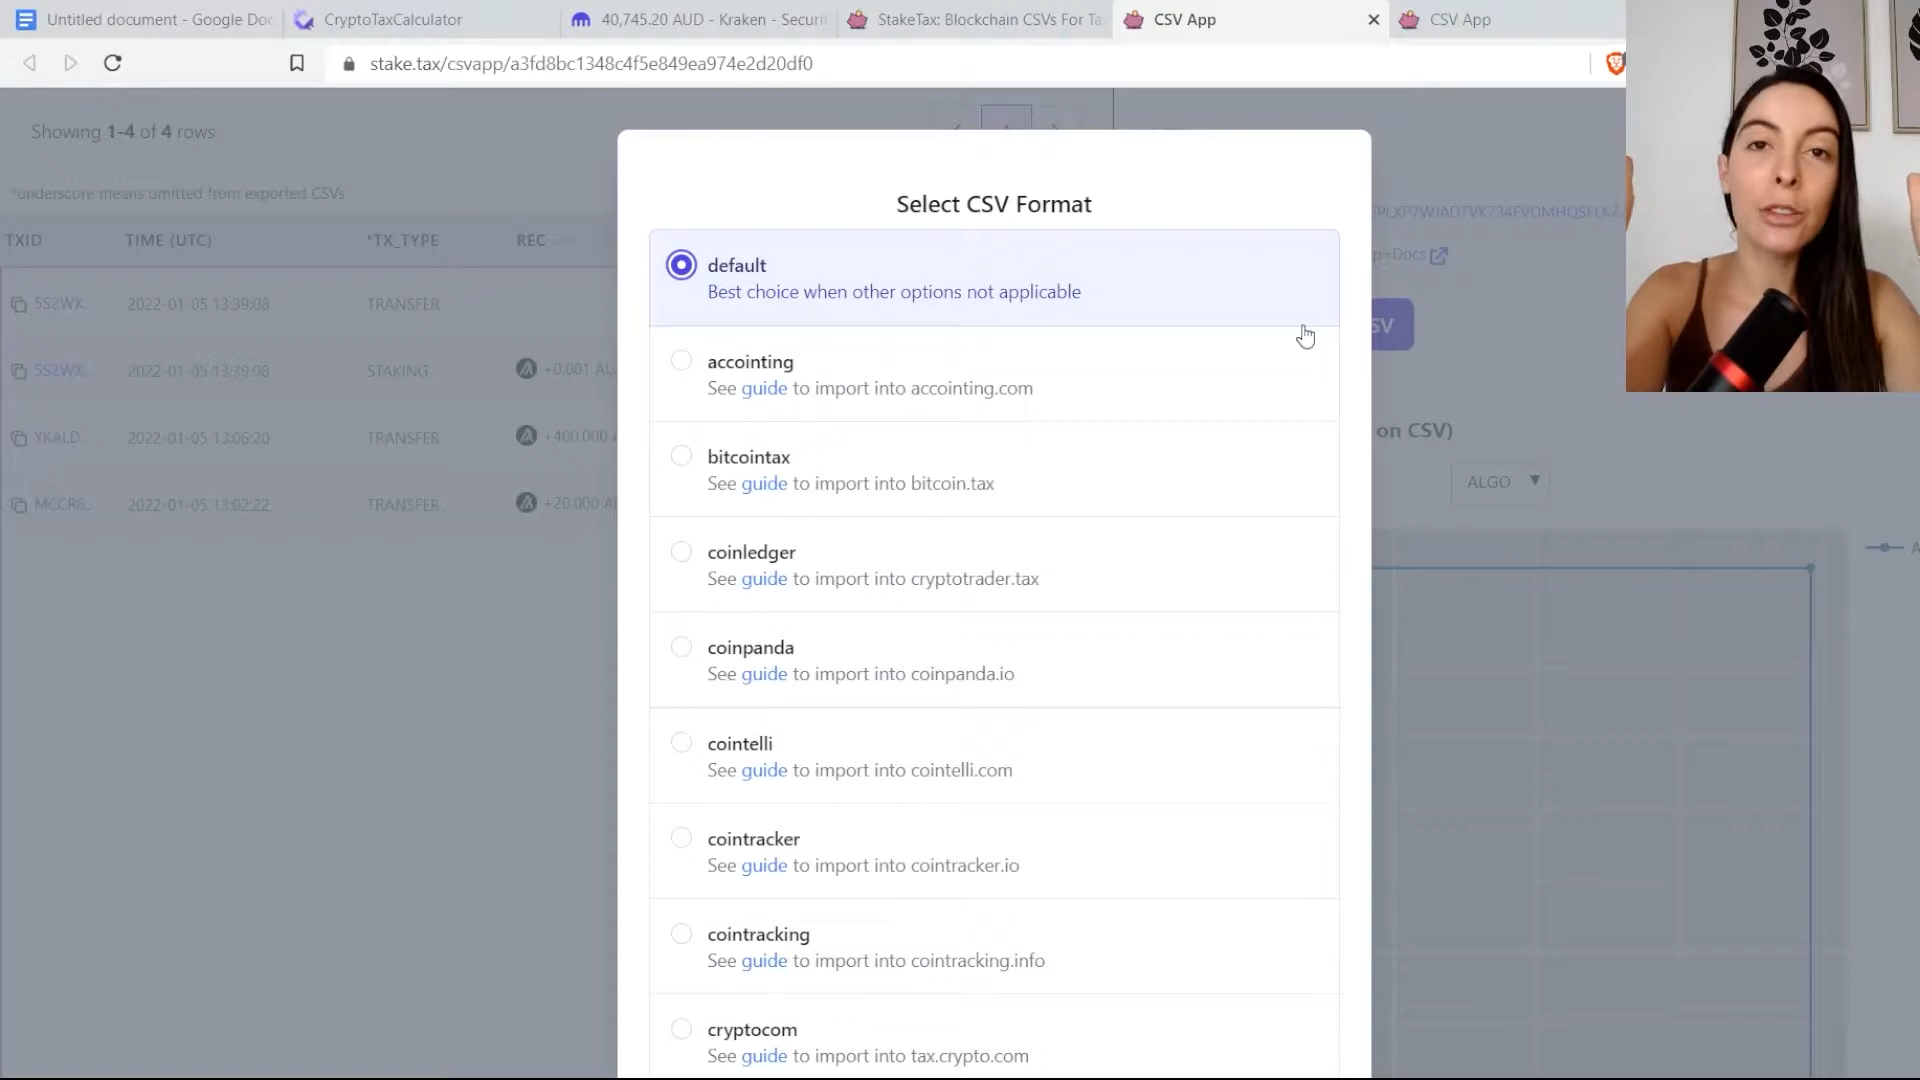 Untitled document - Google Doc
CryptoTaxCalculator
40,745.20 AUD - Kraken - Securi
StakeTax: Blockchain CSVs For Ta
CSV App
CSV App
stake.tax/csvapp/a3fd8bc1348c4f5e849ea974e2d20df0
Showing 1-4 of 4 rows
*underscore means omitted from exported CSVs
TXID TIME (UTC) *TX_TYPE REC
5S2WX.. 2022-01-05 13:39:08 TRANSFER
5S2WX.. 2022-01-05 13:39:08 STAKING +0.001 AL
2022-01-05 13:06:20 TRANSFER +400.000 A
MCCR6.. 2022-01-05 13:02:22 TRANSFER +20.000 Al
Select CSV Format
default
Best choice when other options not applicable
accointing
See guide to import into accointing.com
bitcointax
See guide to import into bitcoin.tax
coinledger
See guide to import into cryptotrader.tax
coinpanda
See guide to import into coinpanda.io
cointelli
See guide to import into cointelli.com
cointracker
See guide to import into cointracker.io
cointracking
See guide to import into cointracking.info
cryptocom
See guide to import into tax.crypto.com
Docs
SV
on CSV)
ALGO
A